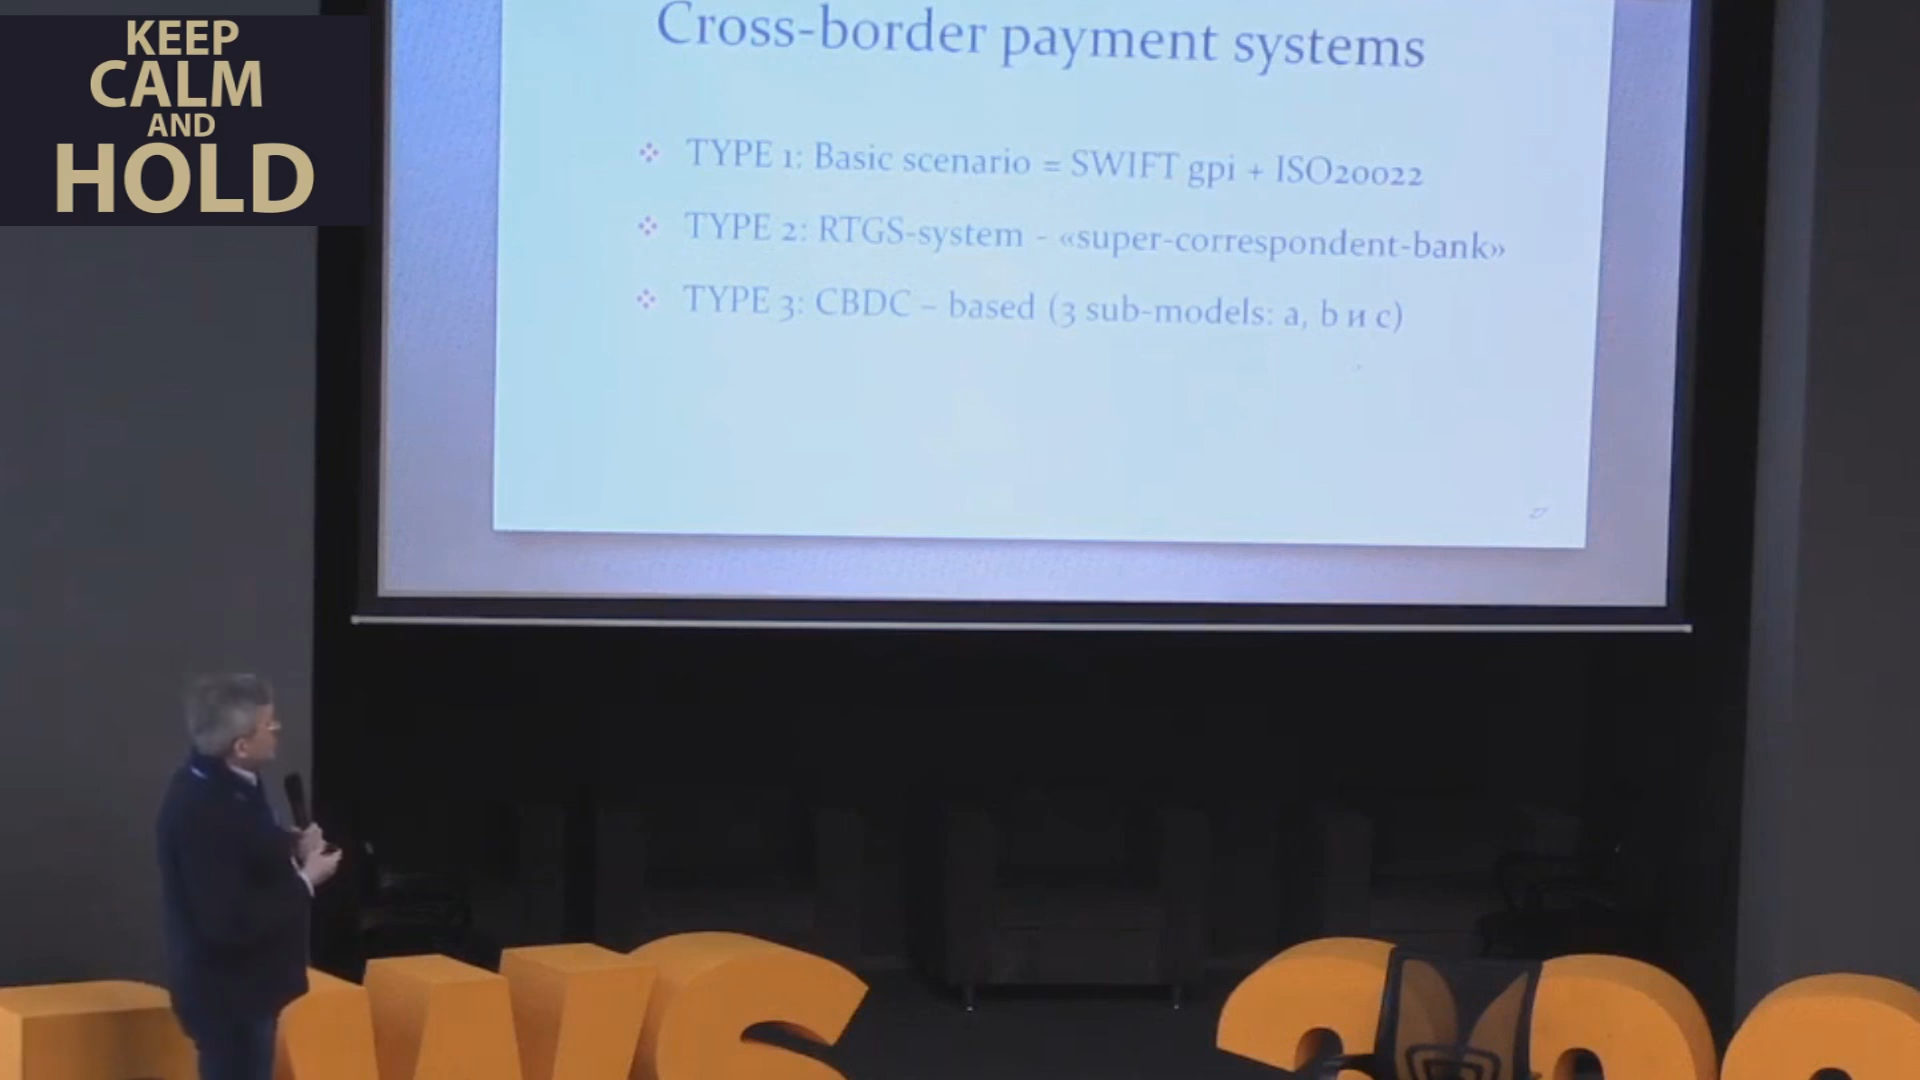 KEEP
CALM
AND
HOLD
Cross-border payment systems
TYPE 1: Basic scenario = SWIFT gpi + ISO20022
TYPE 2: RTGS-system - «super-correspondent-bank»
TYPE 3: CBDC – based (3 sub-models: a, b и c)
27